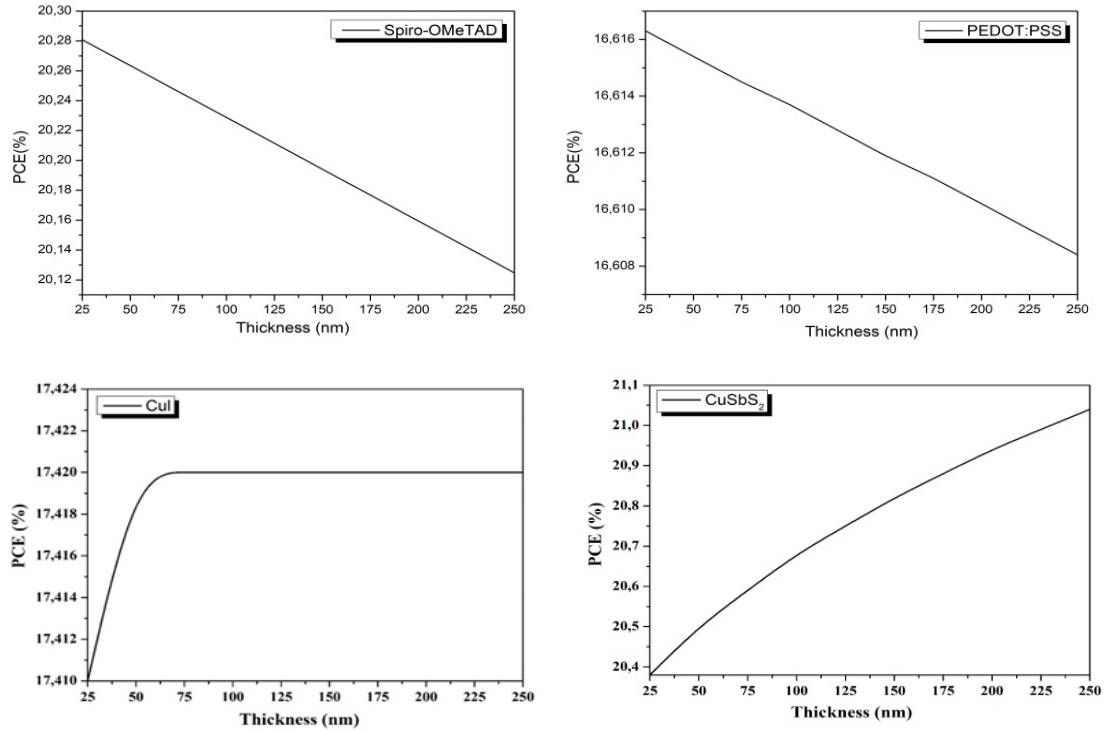 Spiro-OMeTAD
20,30
20,28
20,26
20,24
20,22
20,20
20,18
20,16
20,14
20,12
PCE(%)
25 50 75 100 125 150 175 200 225 250
Thickness (nm)
PEDOT:PSS
16,616
16,614
16,612
16,610
16,608
PCE(%)
25 50 75 100 125 150 175 200 225 250
Thickness (nm)
CuI
17,424
17,422
17,420
17,418
17,416
17,414
17,412
17,410
PCE (%)
25 50 75 100 125 150 175 200 225 250
Thickness (nm)
CuSbS2
21,1
21,0
20,9
20,8
20,7
20,6
20,5
20,4
PCE (%)
25 50 75 100 125 150 175 200 225 250
Thickness (nm)